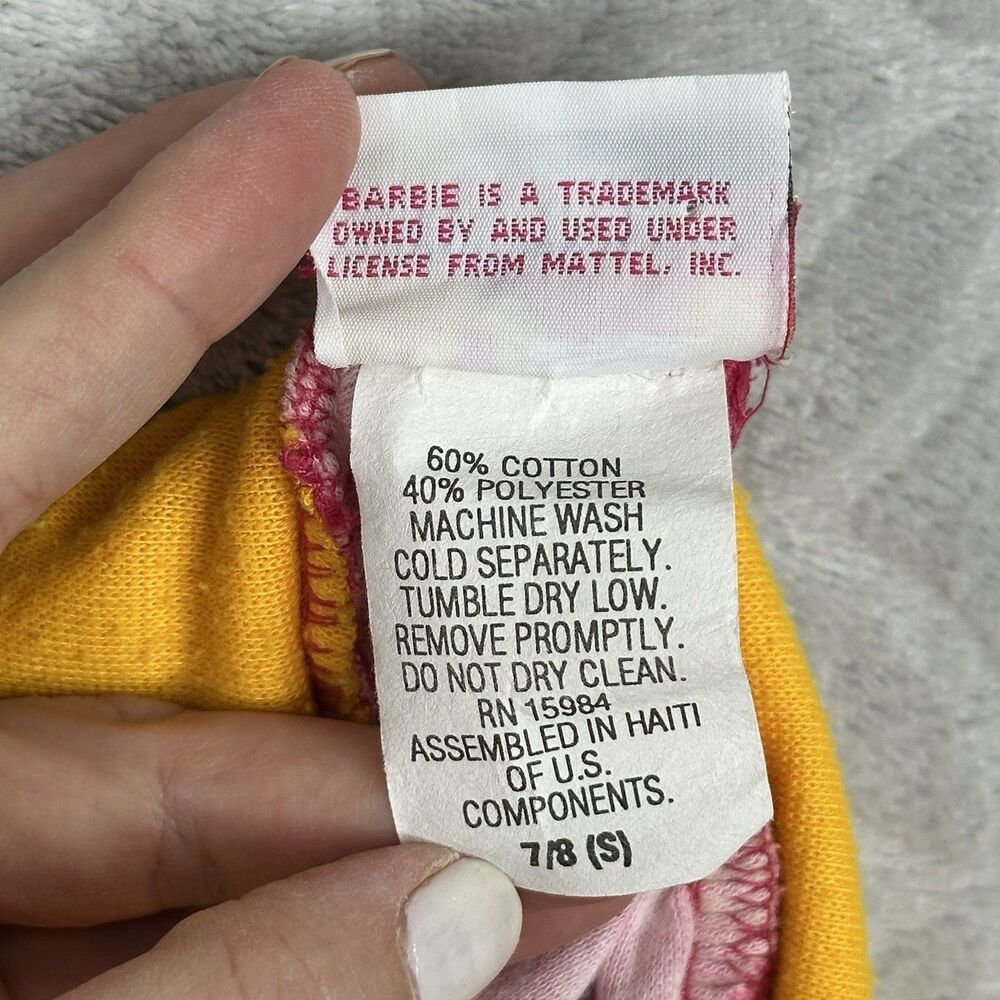 BARBIE IS A TRADEMARK
OWNED BY AND USED UNDER
LICENSE FROM MATTEL, INC.
60% COTTON
40% POLYESTER
MACHINE WASH
COLD SEPARATELY.
TUMBLE DRY LOW.
REMOVE PROMPTLY.
DO NOT DRY CLEAN.
RN 15984
ASSEMBLED IN HAITI
OF U.S.
COMPONENTS.
7/8 (S)